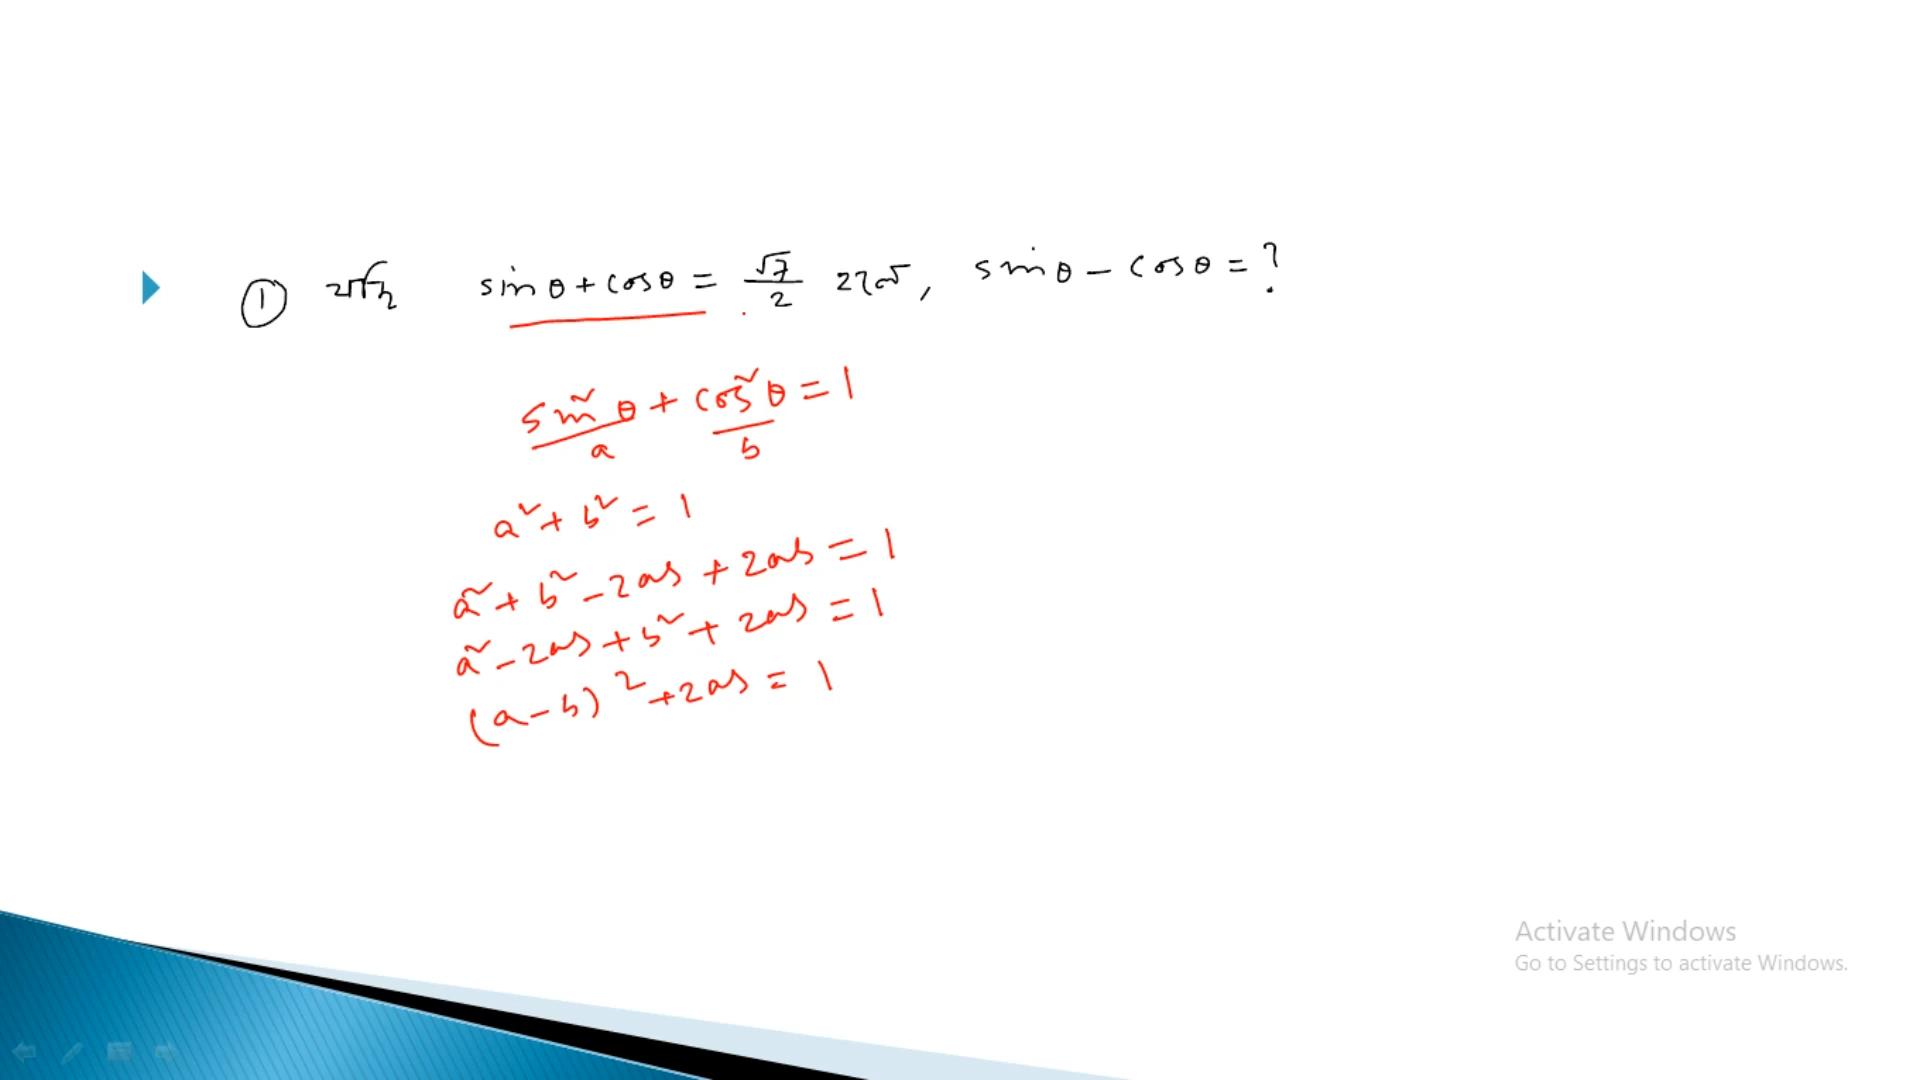 ① যদি sinθ + cosθ = √7/2 হয়, sinθ − cosθ = ?
sin²θ + cos²θ = 1
a b
a² + b² = 1
a² + b² − 2ab + 2ab = 1
a² − 2ab + b² + 2ab = 1
(a − b)² + 2ab = 1
Activate Windows
Go to Settings to activate Windows.